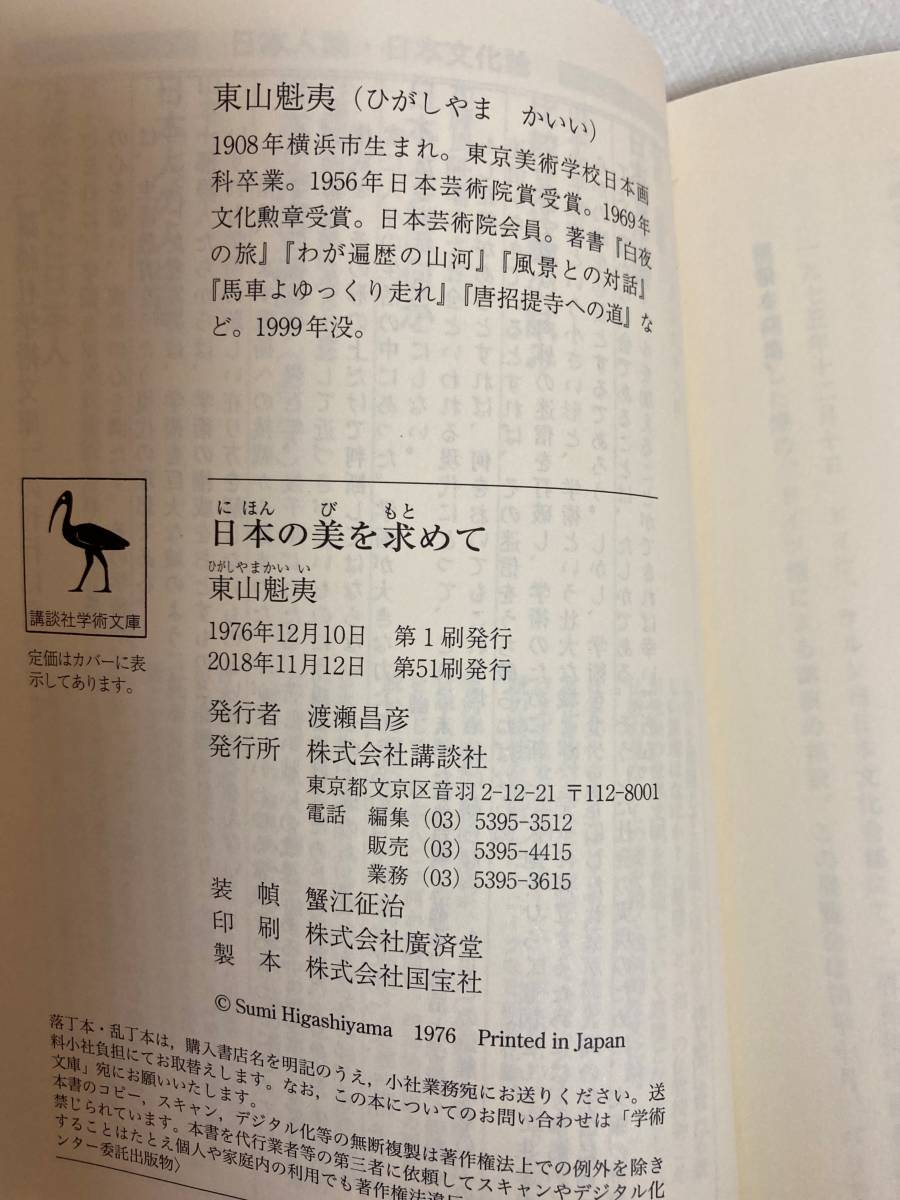 東山魁夷（ひがしやま　かいい）
1908年横浜市生まれ。東京美術学校日本画
科卒業。1956年日本芸術院賞受賞。1969年
文化勲章受賞。日本芸術院会員。著書『白夜
の旅』『わが遍歴の山河』『風景との対話』
『馬車よゆっくり走れ』『唐招提寺への道』な
ど。1999年没。
講談社学術文庫
定価はカバーに表
示してあります。
に ほん　び　もと
日本の美を求めて
ひがしやまかい い
東山魁夷
1976年12月10日　第１刷発行
2018年11月12日　第51刷発行
発行者　渡瀬昌彦
発行所　株式会社講談社
東京都文京区音羽 2-12-21 〒112-8001
電話　編集 (03) 5395-3512
販売 (03) 5395-4415
業務 (03) 5395-3615
装　幀　蟹江征治
印　刷　株式会社廣済堂
製　本　株式会社国宝社
© Sumi Higashiyama 1976 Printed in Japan
落丁本・乱丁本は，購入書店名を明記のうえ，小社業務宛にお送りください。送
料小社負担にてお取替えします。なお，この本についてのお問い合わせは「学術
文庫」宛にお願いいたします。
本書のコピー，スキャン，デジタル化等の無断複製は著作権法上での例外を除き
禁じられています。本書を代行業者等の第三者に依頼してスキャンやデジタル化
することはたとえ個人や家庭内の利用でも著作権法違
ンター委託出版物〉